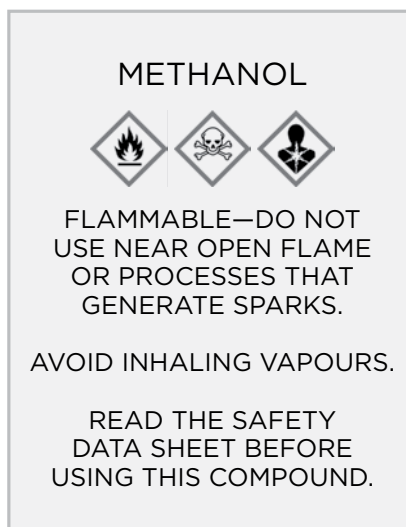 METHANOL
FLAMMABLE—DO NOT
USE NEAR OPEN FLAME
OR PROCESSES THAT
GENERATE SPARKS.
AVOID INHALING VAPOURS.
READ THE SAFETY
DATA SHEET BEFORE
USING THIS COMPOUND.